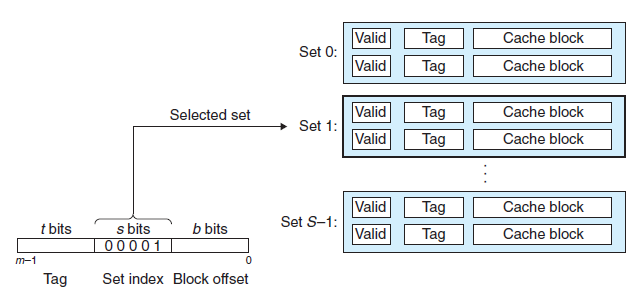 Set 0:
Valid Tag Cache block
Valid Tag Cache block
Selected set
Set 1:
Valid Tag Cache block
Valid Tag Cache block
⋮
Set S–1:
Valid Tag Cache block
Valid Tag Cache block
t bits s bits b bits
0 0 0 0 1
m–1 0
Tag Set index Block offset